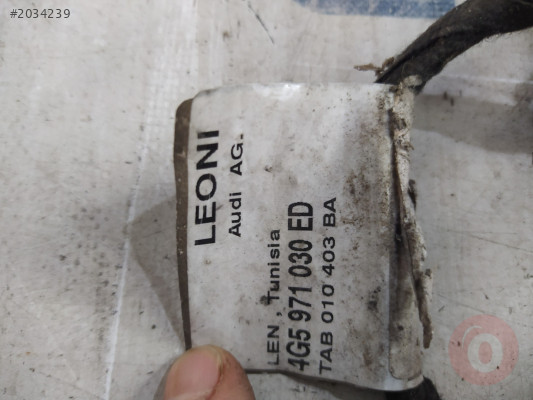 #2034239
LEONI
Audi AG.
LEN, Tunisia
4G5 971 030 ED
TAB 010 403 BA